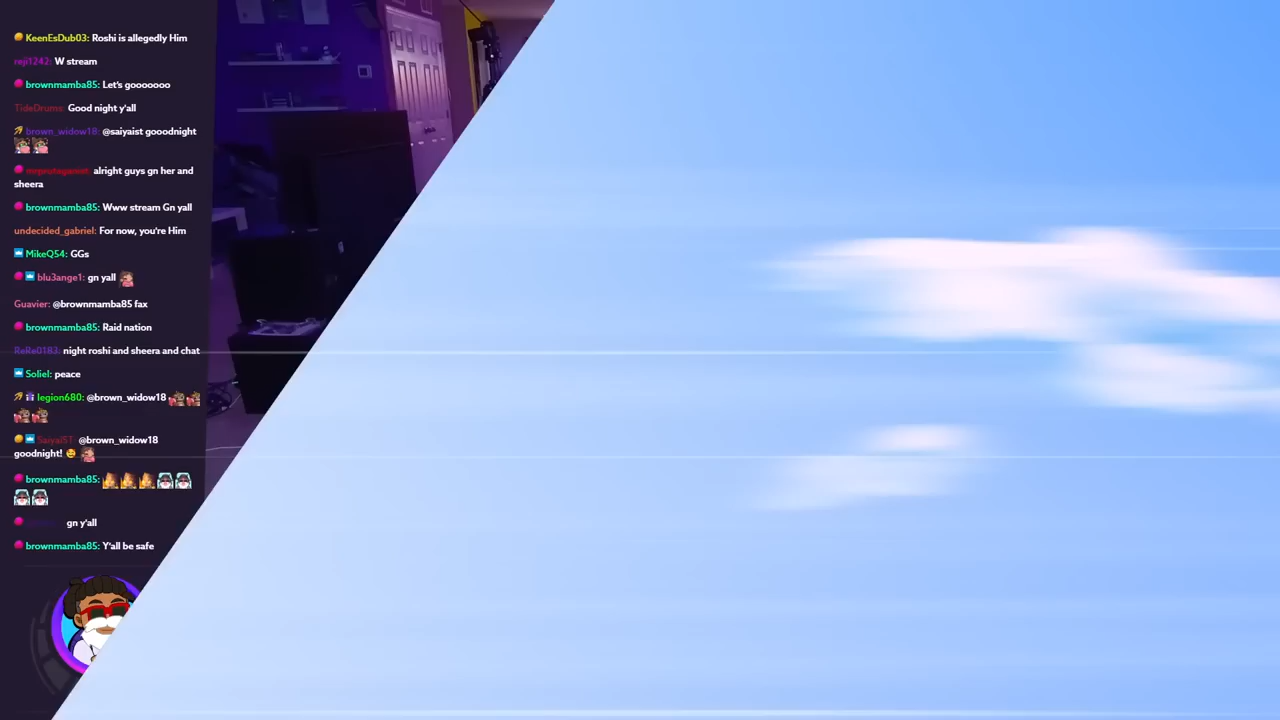 KeenEsDub03: Roshi is allegedly Him
reji1242: W stream
brownmamba85: Let's gooooooo
TideDrums: Good night y'all
brown_widow18: @saiyaist gooodnight
alright guys gn her and
sheera
brownmamba85: Www stream Gn yall
undecided_gabriel: For now, you're Him
MikeQ54: GGs
blu3ange1: gn yall
Guavier: @brownmamba85 fax
brownmamba85: Raid nation
ReRe0183: night roshi and sheera and chat
Soliel: peace
legion680: @brown_widow18
SaiyaiST: @brown_widow18
goodnight!
brownmamba85:
gn y'all
brownmamba85: Y'all be safe